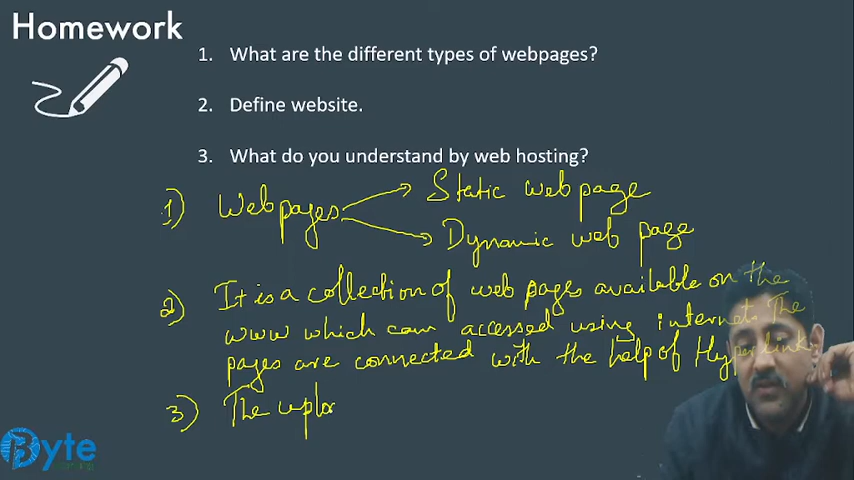 Homework
1. What are the different types of webpages?
2. Define website.
3. What do you understand by web hosting?
1) Webpages Static web page
Dynamic web page
2) It is a collection of web pages available on the
www which can accessed using internet. The
pages are connected with the help of Hyperlink
3) The uplo
Byte